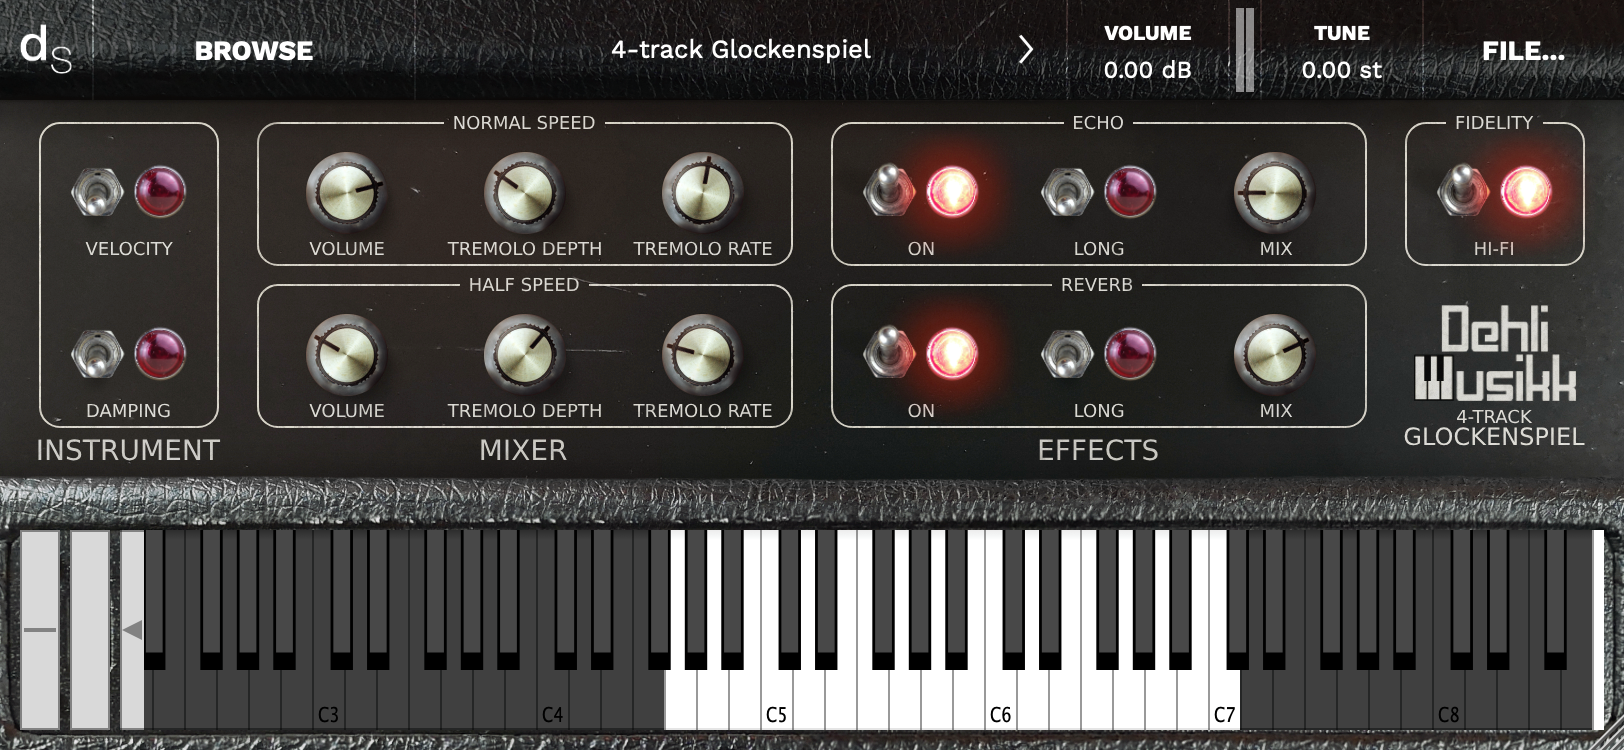 ds
BROWSE
4-track Glockenspiel
VOLUME
0.00 dB
TUNE
0.00 st
FILE...
NORMAL SPEED
ECHO
FIDELITY
VELOCITY
VOLUME
TREMOLO DEPTH
TREMOLO RATE
ON
LONG
MIX
HI-FI
HALF SPEED
REVERB
DAMPING
VOLUME
TREMOLO DEPTH
TREMOLO RATE
ON
LONG
MIX
Dehli
Musikk
4-TRACK
GLOCKENSPIEL
INSTRUMENT
MIXER
EFFECTS
C3
C4
C5
C6
C7
C8